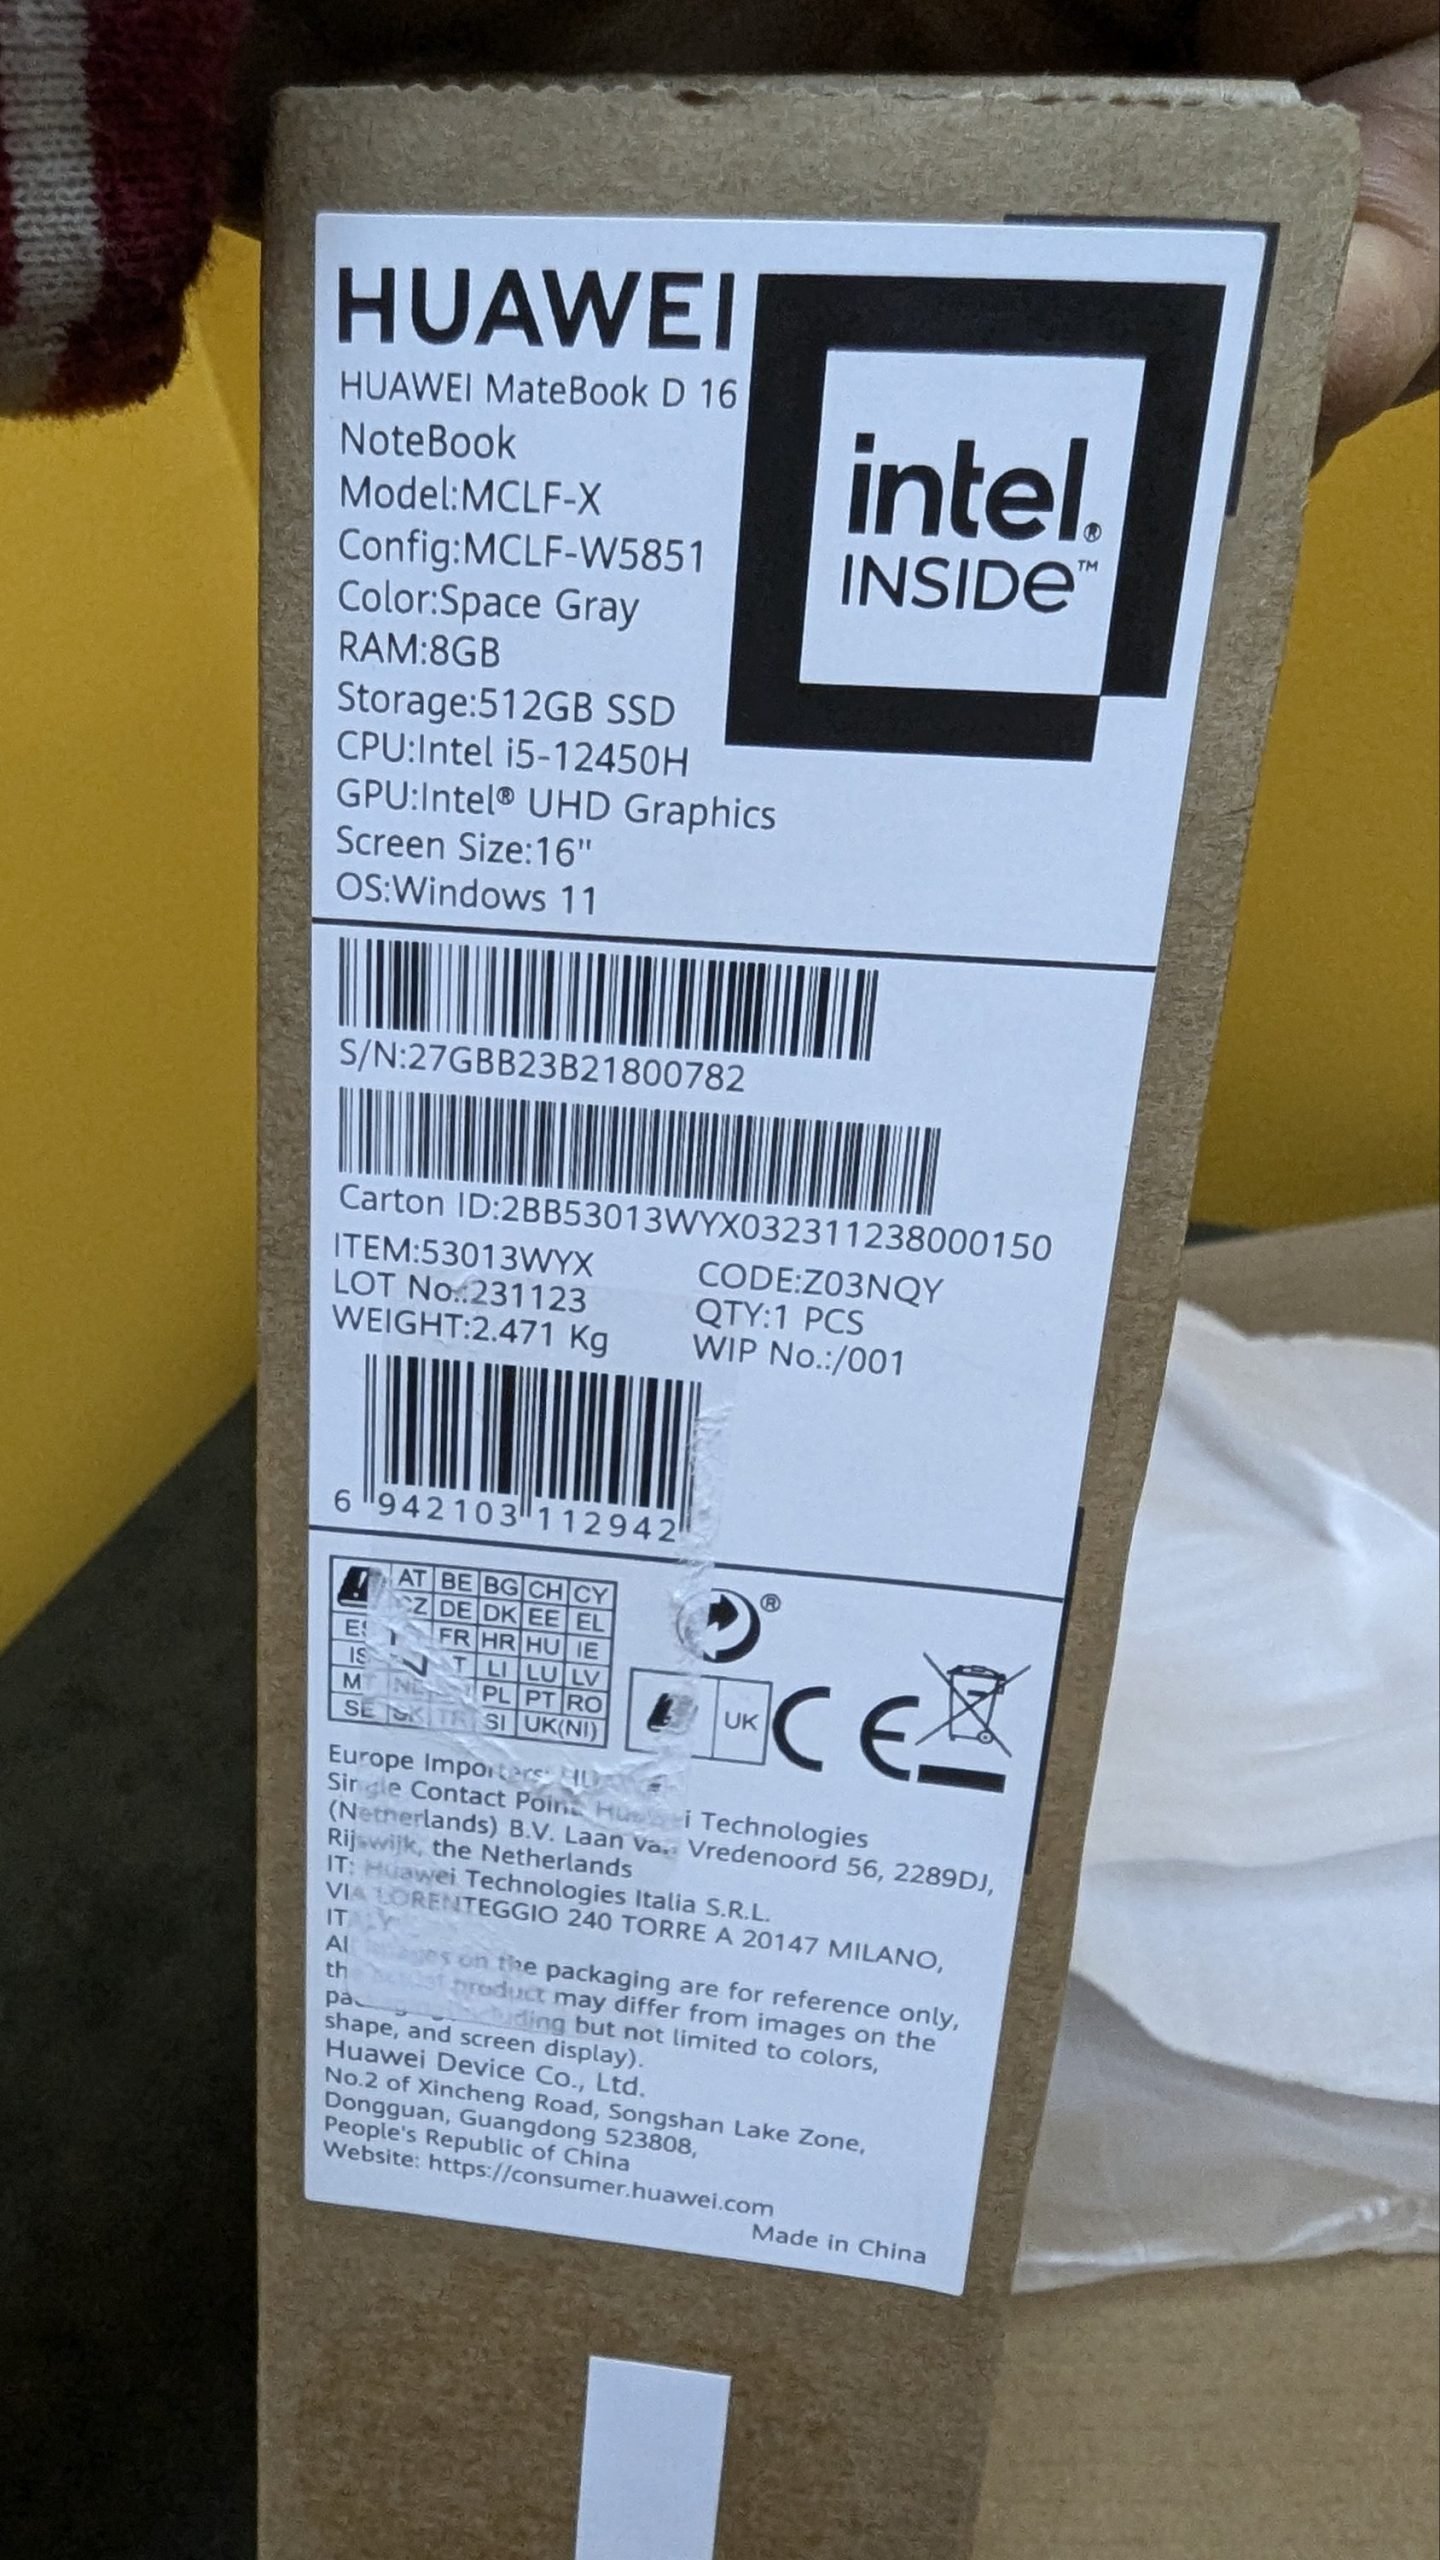 HUAWEI
HUAWEI MateBook D 16
NoteBook
Model:MCLF-X
Config:MCLF-W5851
Color:Space Gray
RAM:8GB
Storage:512GB SSD
CPU:Intel i5-12450H
GPU:Intel® UHD Graphics
Screen Size:16"
OS:Windows 11
intel®
INSIDe™
S/N:27GBB23B21800782
Carton ID:2BB53013WYX032311238000150
ITEM:53013WYX CODE:Z03NQY
LOT No.:231123 QTY:1 PCS
WEIGHT:2.471 Kg WIP No.:/001
6 942103 112942
AT BE BG CH CY
CZ DE DK EE EL
FR HR HU IE
IS LI LU LV
PL PT RO
SE SK TR SI UK(NI)
®
UK
CE
Europe Importers:
Single Contact Point: Huawei Technologies
(Netherlands) B.V. Laan Van Vredenoord 56, 2289DJ,
Rijswijk, the Netherlands
IT: Huawei Technologies Italia S.R.L.
VIA LORENTEGGIO 240 TORRE A 20147 MILANO,
ITALY
All images on the packaging are for reference only,
the product may differ from images on the
including but not limited to colors,
shape, and screen display).
Huawei Device Co., Ltd.
No.2 of Xincheng Road, Songshan Lake Zone,
Dongguan, Guangdong 523808,
People's Republic of China
Website: https://consumer.huawei.com
Made in China